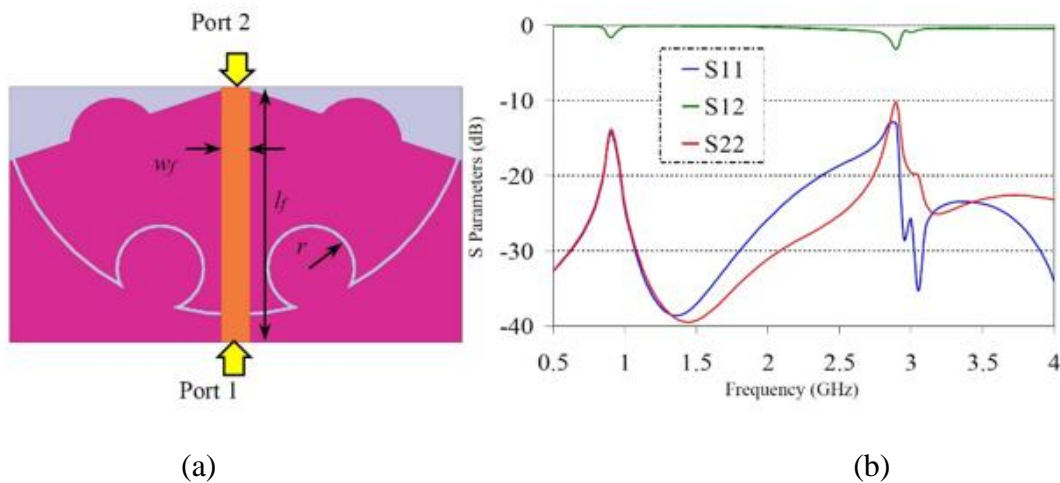 Port 2
wf
lf
r
Port 1
(a)
S Parameters (dB)
0
-10
-20
-30
-40
S11
S12
S22
0.5 1 1.5 2 2.5 3 3.5 4
Frequency (GHz)
(b)